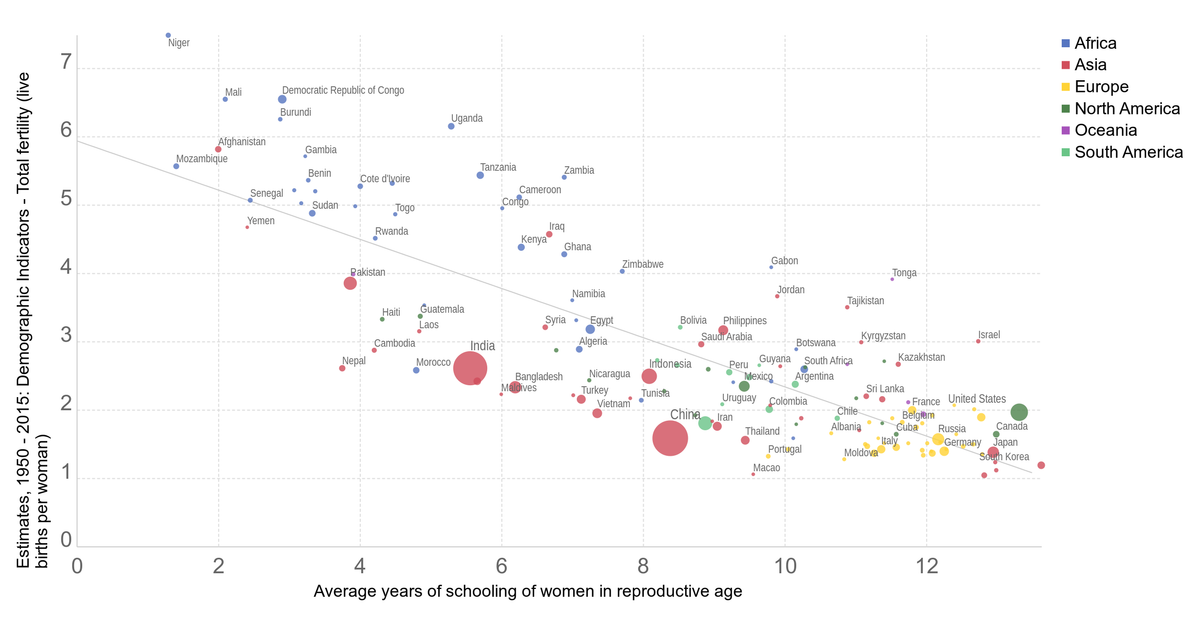 Estimates, 1950 - 2015: Demographic Indicators - Total fertility (live
births per woman)
7
6
5
4
3
2
1
0
0
2
4
6
8
10
12
Average years of schooling of women in reproductive age
Africa
Asia
Europe
North America
Oceania
South America
Niger
Mali
Democratic Republic of Congo
Burundi
Uganda
Afghanistan
Gambia
Mozambique
Benin
Cote d'Ivoire
Tanzania
Zambia
Senegal
Cameroon
Sudan
Togo
Congo
Yemen
Rwanda
Iraq
Kenya
Ghana
Pakistan
Zimbabwe
Gabon
Tonga
Namibia
Jordan
Tajikistan
Haiti
Guatemala
Laos
Syria
Egypt
Bolivia
Philippines
Cambodia
Algeria
Saudi Arabia
Botswana
Kyrgyzstan
Israel
Nepal
Morocco
India
Indonesia
Peru
Guyana
South Africa
Kazakhstan
Bangladesh
Nicaragua
Mexico
Argentina
Maldives
Turkey
Tunisia
Uruguay
Colombia
Sri Lanka
Vietnam
China
Iran
Chile
France
United States
Belgium
Thailand
Albania
Cuba
Russia
Canada
Portugal
Moldova
Italy
Germany
Japan
Macao
South Korea